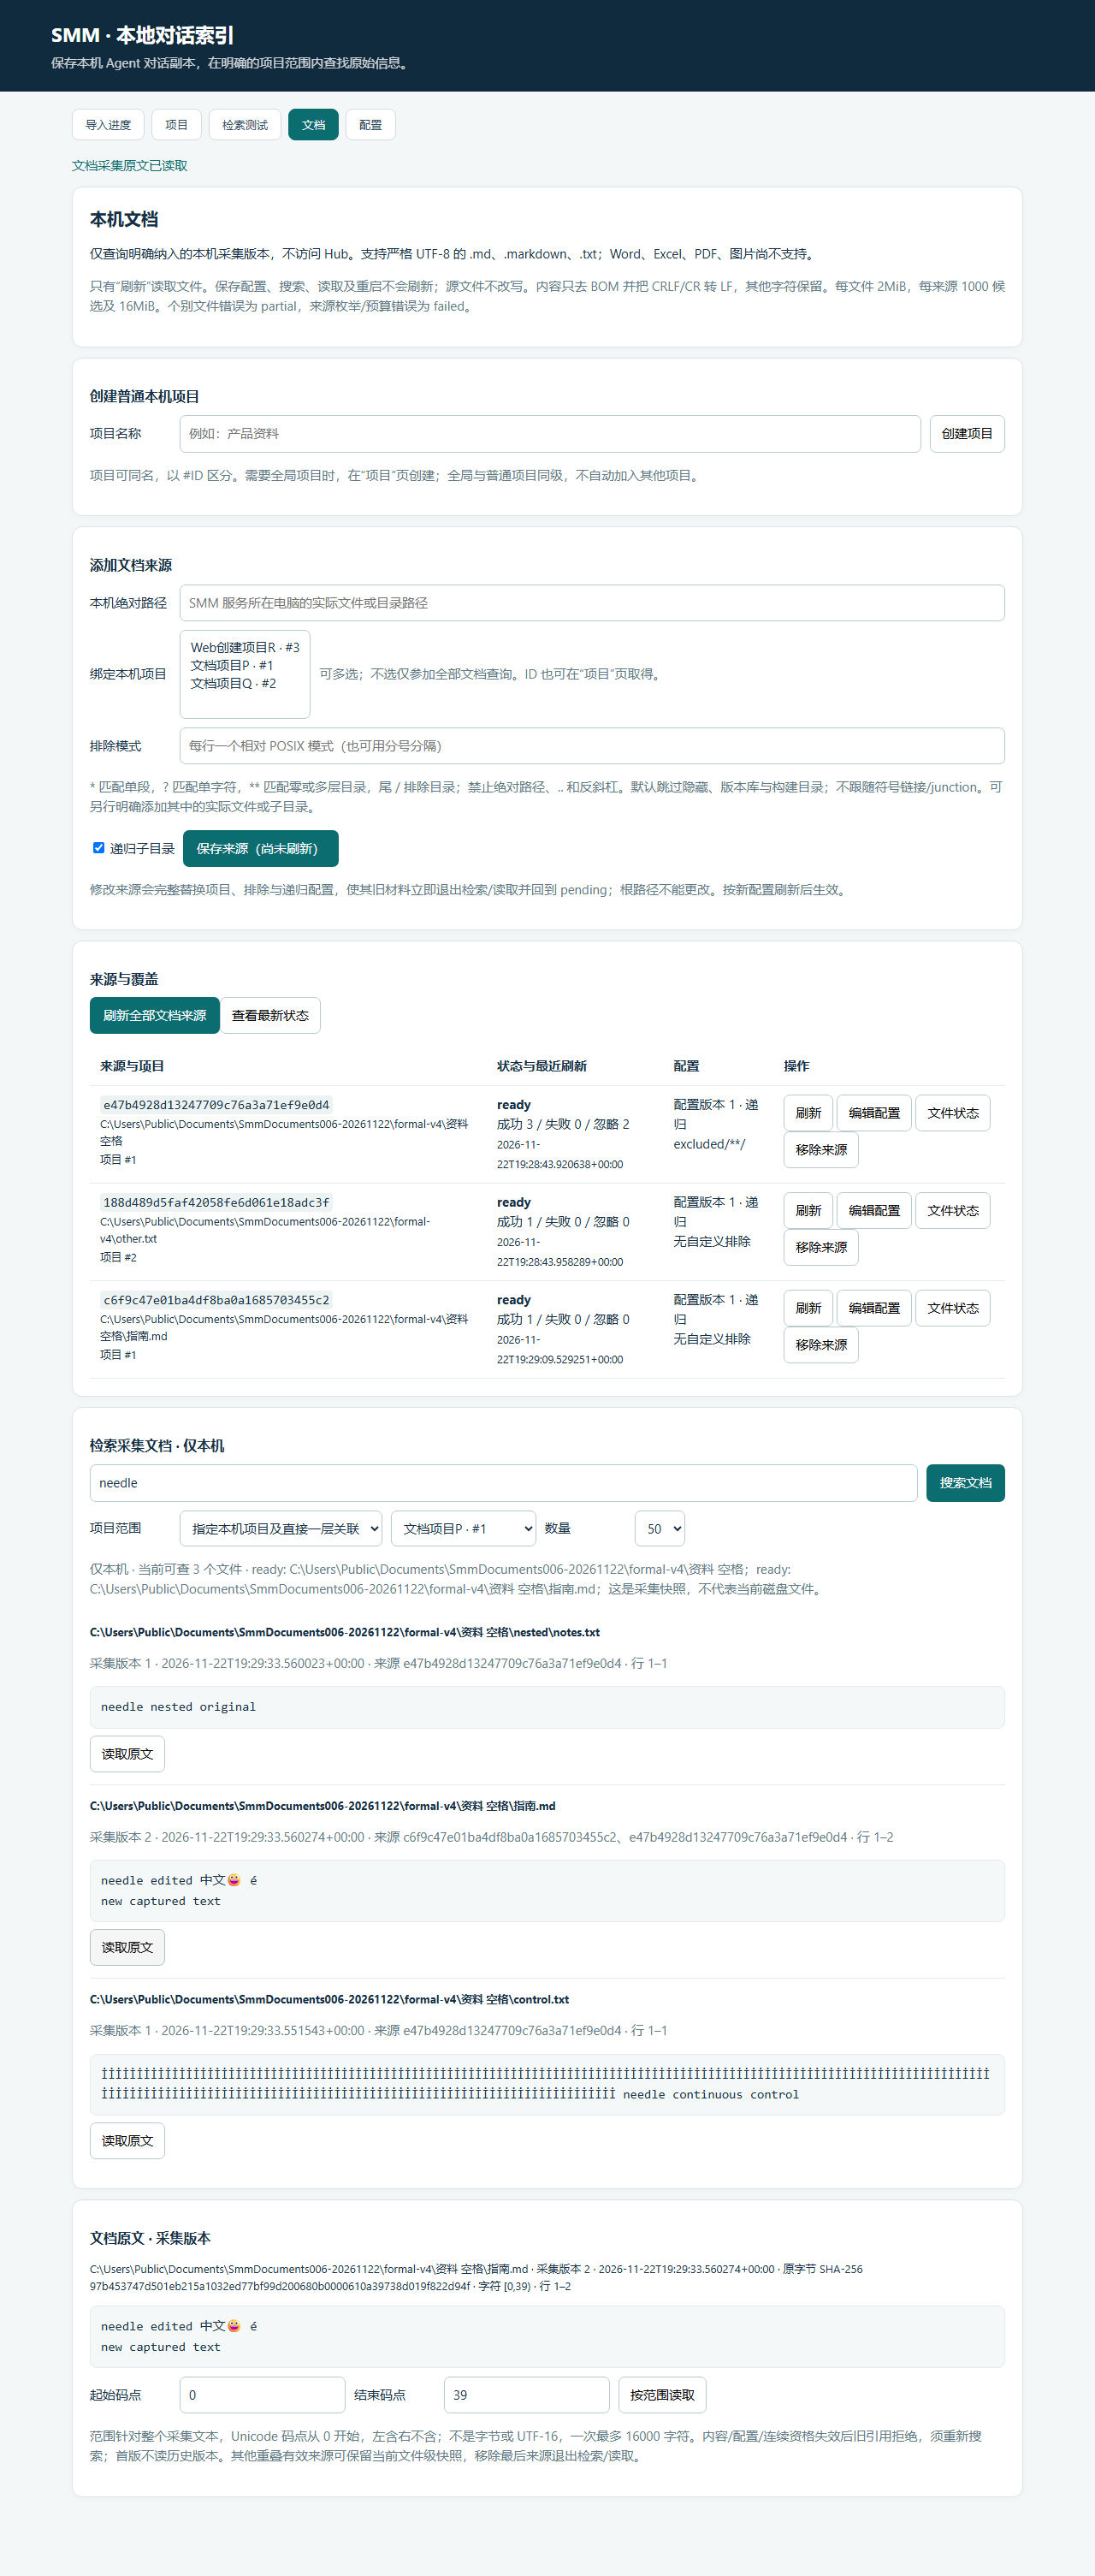 SMM · 本地对话索引
保存本机 Agent 对话副本，在明确的项目范围内查找原始信息。
导入进度 项目 检索测试 文档 配置
文档采集原文已读取
本机文档
仅查询明确纳入的本机采集版本，不访问 Hub。支持严格 UTF-8 的 .md、.markdown、.txt；Word、Excel、PDF、图片尚不支持。
只有“刷新”读取文件。保存配置、搜索、读取及重启不会刷新；源文件不改写。内容只去 BOM 并把 CRLF/CR 转 LF，其他字符保留。每文件 2MiB，每来源 1000 候
选及 16MiB。个别文件错误为 partial，来源枚举/预算错误为 failed。
创建普通本机项目
项目名称 例如：产品资料 创建项目
项目可同名，以 #ID 区分。需要全局项目时，在“项目”页创建；全局与普通项目同级，不自动加入其他项目。
添加文档来源
本机绝对路径 SMM 服务所在电脑的实际文件或目录路径
Web创建项目R · #3
绑定本机项目 文档项目P · #1 可多选；不选仅参加全部文档查询。ID 也可在“项目”页取得。
文档项目Q · #2
排除模式 每行一个相对 POSIX 模式（也可用分号分隔）
* 匹配单段，? 匹配单字符，** 匹配零或多层目录，尾 / 排除目录；禁止绝对路径、.. 和反斜杠。默认跳过隐藏、版本库与构建目录；不跟随符号链接/junction。可
另行明确添加其中的实际文件或子目录。
递归子目录 保存来源（尚未刷新）
修改来源会完整替换项目、排除与递归配置，使其旧材料立即退出检索/读取并回到 pending；根路径不能更改。按新配置刷新后生效。
来源与覆盖
刷新全部文档来源 查看最新状态
来源与项目 状态与最近刷新 配置 操作
e47b4928d13247709c76a3a71ef9e0d4 ready 配置版本 1 · 递 刷新 编辑配置 文件状态
C:\Users\Public\Documents\SmmDocuments006-20261122\formal-v4\资料 成功 3 / 失败 0 / 忽略 2 归
空格 2026-11- excluded/**/ 移除来源
项目 #1 22T19:28:43.920638+00:00
188d489d5faf42058fe6d061e18adc3f ready 配置版本 1 · 递 刷新 编辑配置 文件状态
C:\Users\Public\Documents\SmmDocuments006-20261122\formal- 成功 1 / 失败 0 / 忽略 0 归
v4\other.txt 2026-11- 无自定义排除 移除来源
项目 #2 22T19:28:43.958289+00:00
c6f9c47e01ba4df8ba0a1685703455c2 ready 配置版本 1 · 递 刷新 编辑配置 文件状态
C:\Users\Public\Documents\SmmDocuments006-20261122\formal-v4\资料 成功 1 / 失败 0 / 忽略 0 归
空格\指南.md 2026-11- 无自定义排除 移除来源
项目 #1 22T19:29:09.529251+00:00
检索采集文档 · 仅本机
needle 搜索文档
项目范围 指定本机项目及直接一层关联 文档项目P · #1 数量 50
仅本机 · 当前可查 3 个文件 · ready: C:\Users\Public\Documents\SmmDocuments006-20261122\formal-v4\资料 空格；ready:
C:\Users\Public\Documents\SmmDocuments006-20261122\formal-v4\资料 空格\指南.md；这是采集快照，不代表当前磁盘文件。
C:\Users\Public\Documents\SmmDocuments006-20261122\formal-v4\资料 空格\nested\notes.txt
采集版本 1 · 2026-11-22T19:29:33.560023+00:00 · 来源 e47b4928d13247709c76a3a71ef9e0d4 · 行 1–1
needle nested original
读取原文
C:\Users\Public\Documents\SmmDocuments006-20261122\formal-v4\资料 空格\指南.md
采集版本 2 · 2026-11-22T19:29:33.560274+00:00 · 来源 c6f9c47e01ba4df8ba0a1685703455c2、e47b4928d13247709c76a3a71ef9e0d4 · 行 1–2
needle edited 中文😀 é
new captured text
读取原文
C:\Users\Public\Documents\SmmDocuments006-20261122\formal-v4\资料 空格\control.txt
采集版本 1 · 2026-11-22T19:29:33.551543+00:00 · 来源 e47b4928d13247709c76a3a71ef9e0d4 · 行 1–1
needle continuous control
读取原文
文档原文 · 采集版本
C:\Users\Public\Documents\SmmDocuments006-20261122\formal-v4\资料 空格\指南.md · 采集版本 2 · 2026-11-22T19:29:33.560274+00:00 · 原字节 SHA-256
97b453747d501eb215a1032ed77bf99d200680b0000610a39738d019f822d94f · 字符 [0,39) · 行 1–2
needle edited 中文😀 é
new captured text
起始码点 0 结束码点 39 按范围读取
范围针对整个采集文本，Unicode 码点从 0 开始，左含右不含；不是字节或 UTF-16，一次最多 16000 字符。内容/配置/连续资格失效后旧引用拒绝，须重新搜
索；首版不读历史版本。其他重叠有效来源可保留当前文件级快照，移除最后来源退出检索/读取。